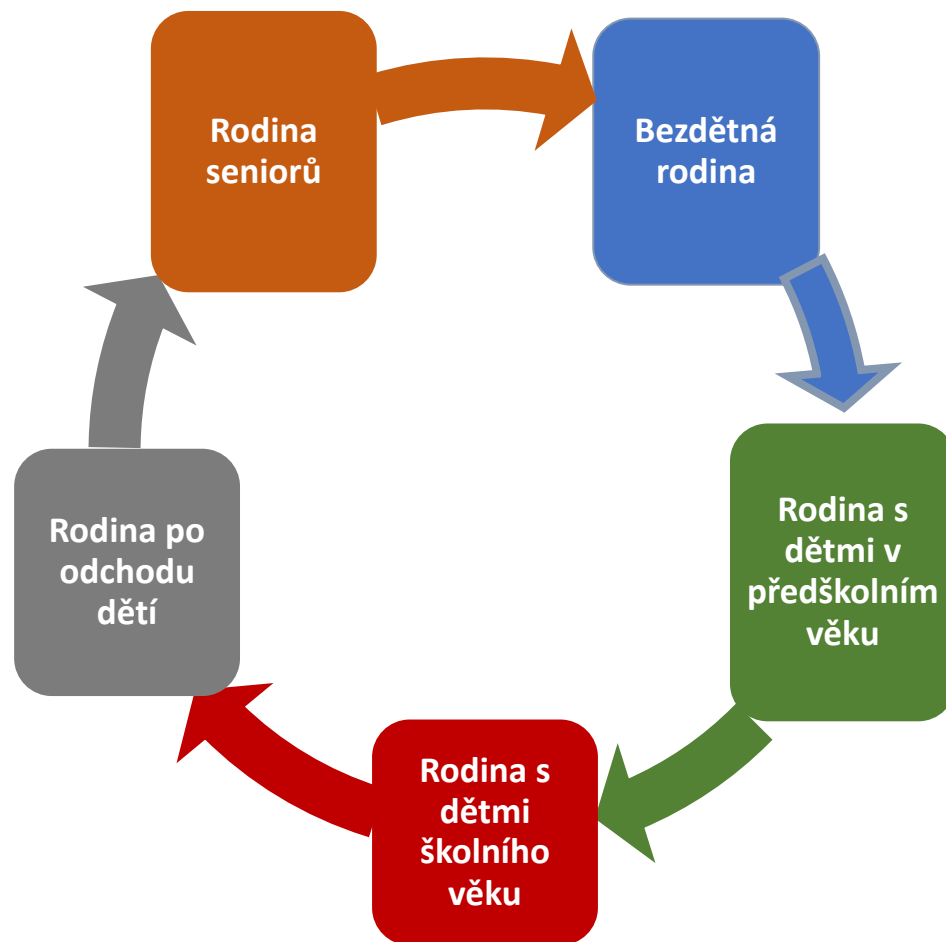 Rodina
seniorů
Bezdětná
rodina
Rodina s
dětmi v
předškolním
věku
Rodina s
dětmi
školního
věku
Rodina po
odchodu
dětí